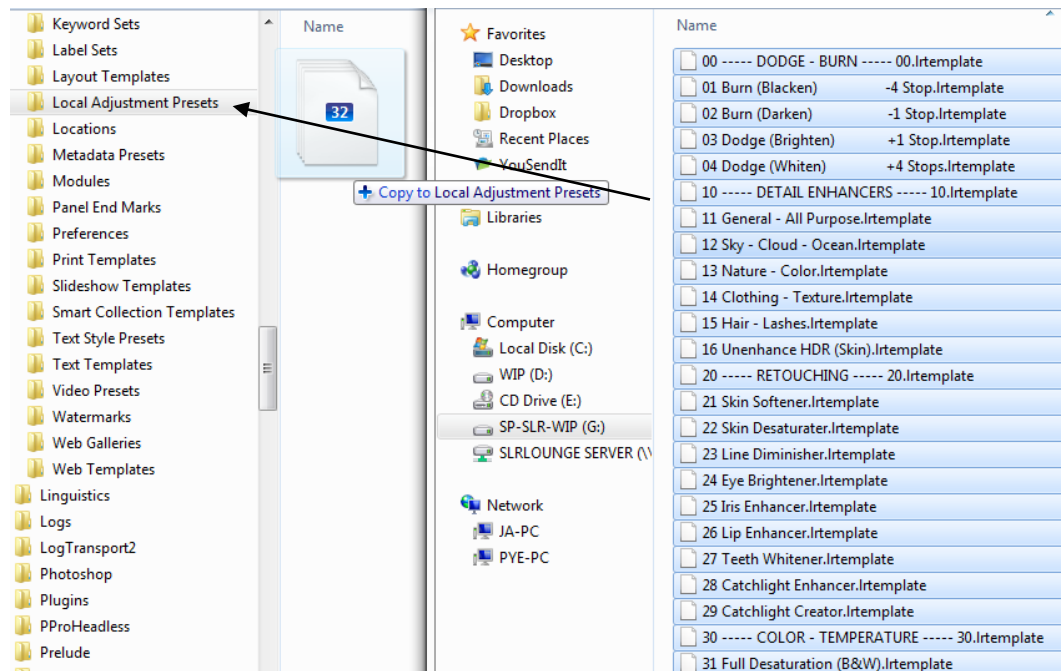 Keyword Sets
Label Sets
Layout Templates
Local Adjustment Presets
Locations
Metadata Presets
Modules
Panel End Marks
Preferences
Print Templates
Slideshow Templates
Smart Collection Templates
Text Style Presets
Text Templates
Video Presets
Watermarks
Web Galleries
Web Templates
Linguistics
Logs
LogTransport2
Photoshop
Plugins
PProHeadless
Prelude
Name
32
Copy to Local Adjustment Presets
Favorites
Desktop
Downloads
Dropbox
Recent Places
YouSendIt
Libraries
Homegroup
Computer
Local Disk (C:)
WIP (D:)
CD Drive (E:)
SP-SLR-WIP (G:)
SLRLOUNGE SERVER (\\
Network
JA-PC
PYE-PC
Name
00 ----- DODGE - BURN ----- 00.lrtemplate
01 Burn (Blacken) -4 Stop.lrtemplate
02 Burn (Darken) -1 Stop.lrtemplate
03 Dodge (Brighten) +1 Stop.lrtemplate
04 Dodge (Whiten) +4 Stops.lrtemplate
10 ----- DETAIL ENHANCERS ----- 10.lrtemplate
11 General - All Purpose.lrtemplate
12 Sky - Cloud - Ocean.lrtemplate
13 Nature - Color.lrtemplate
14 Clothing - Texture.lrtemplate
15 Hair - Lashes.lrtemplate
16 Unenhance HDR (Skin).lrtemplate
20 ----- RETOUCHING ----- 20.lrtemplate
21 Skin Softener.lrtemplate
22 Skin Desaturater.lrtemplate
23 Line Diminisher.lrtemplate
24 Eye Brightener.lrtemplate
25 Iris Enhancer.lrtemplate
26 Lip Enhancer.lrtemplate
27 Teeth Whitener.lrtemplate
28 Catchlight Enhancer.lrtemplate
29 Catchlight Creator.lrtemplate
30 ----- COLOR - TEMPERATURE ----- 30.lrtemplate
31 Full Desaturation (B&W).lrtemplate